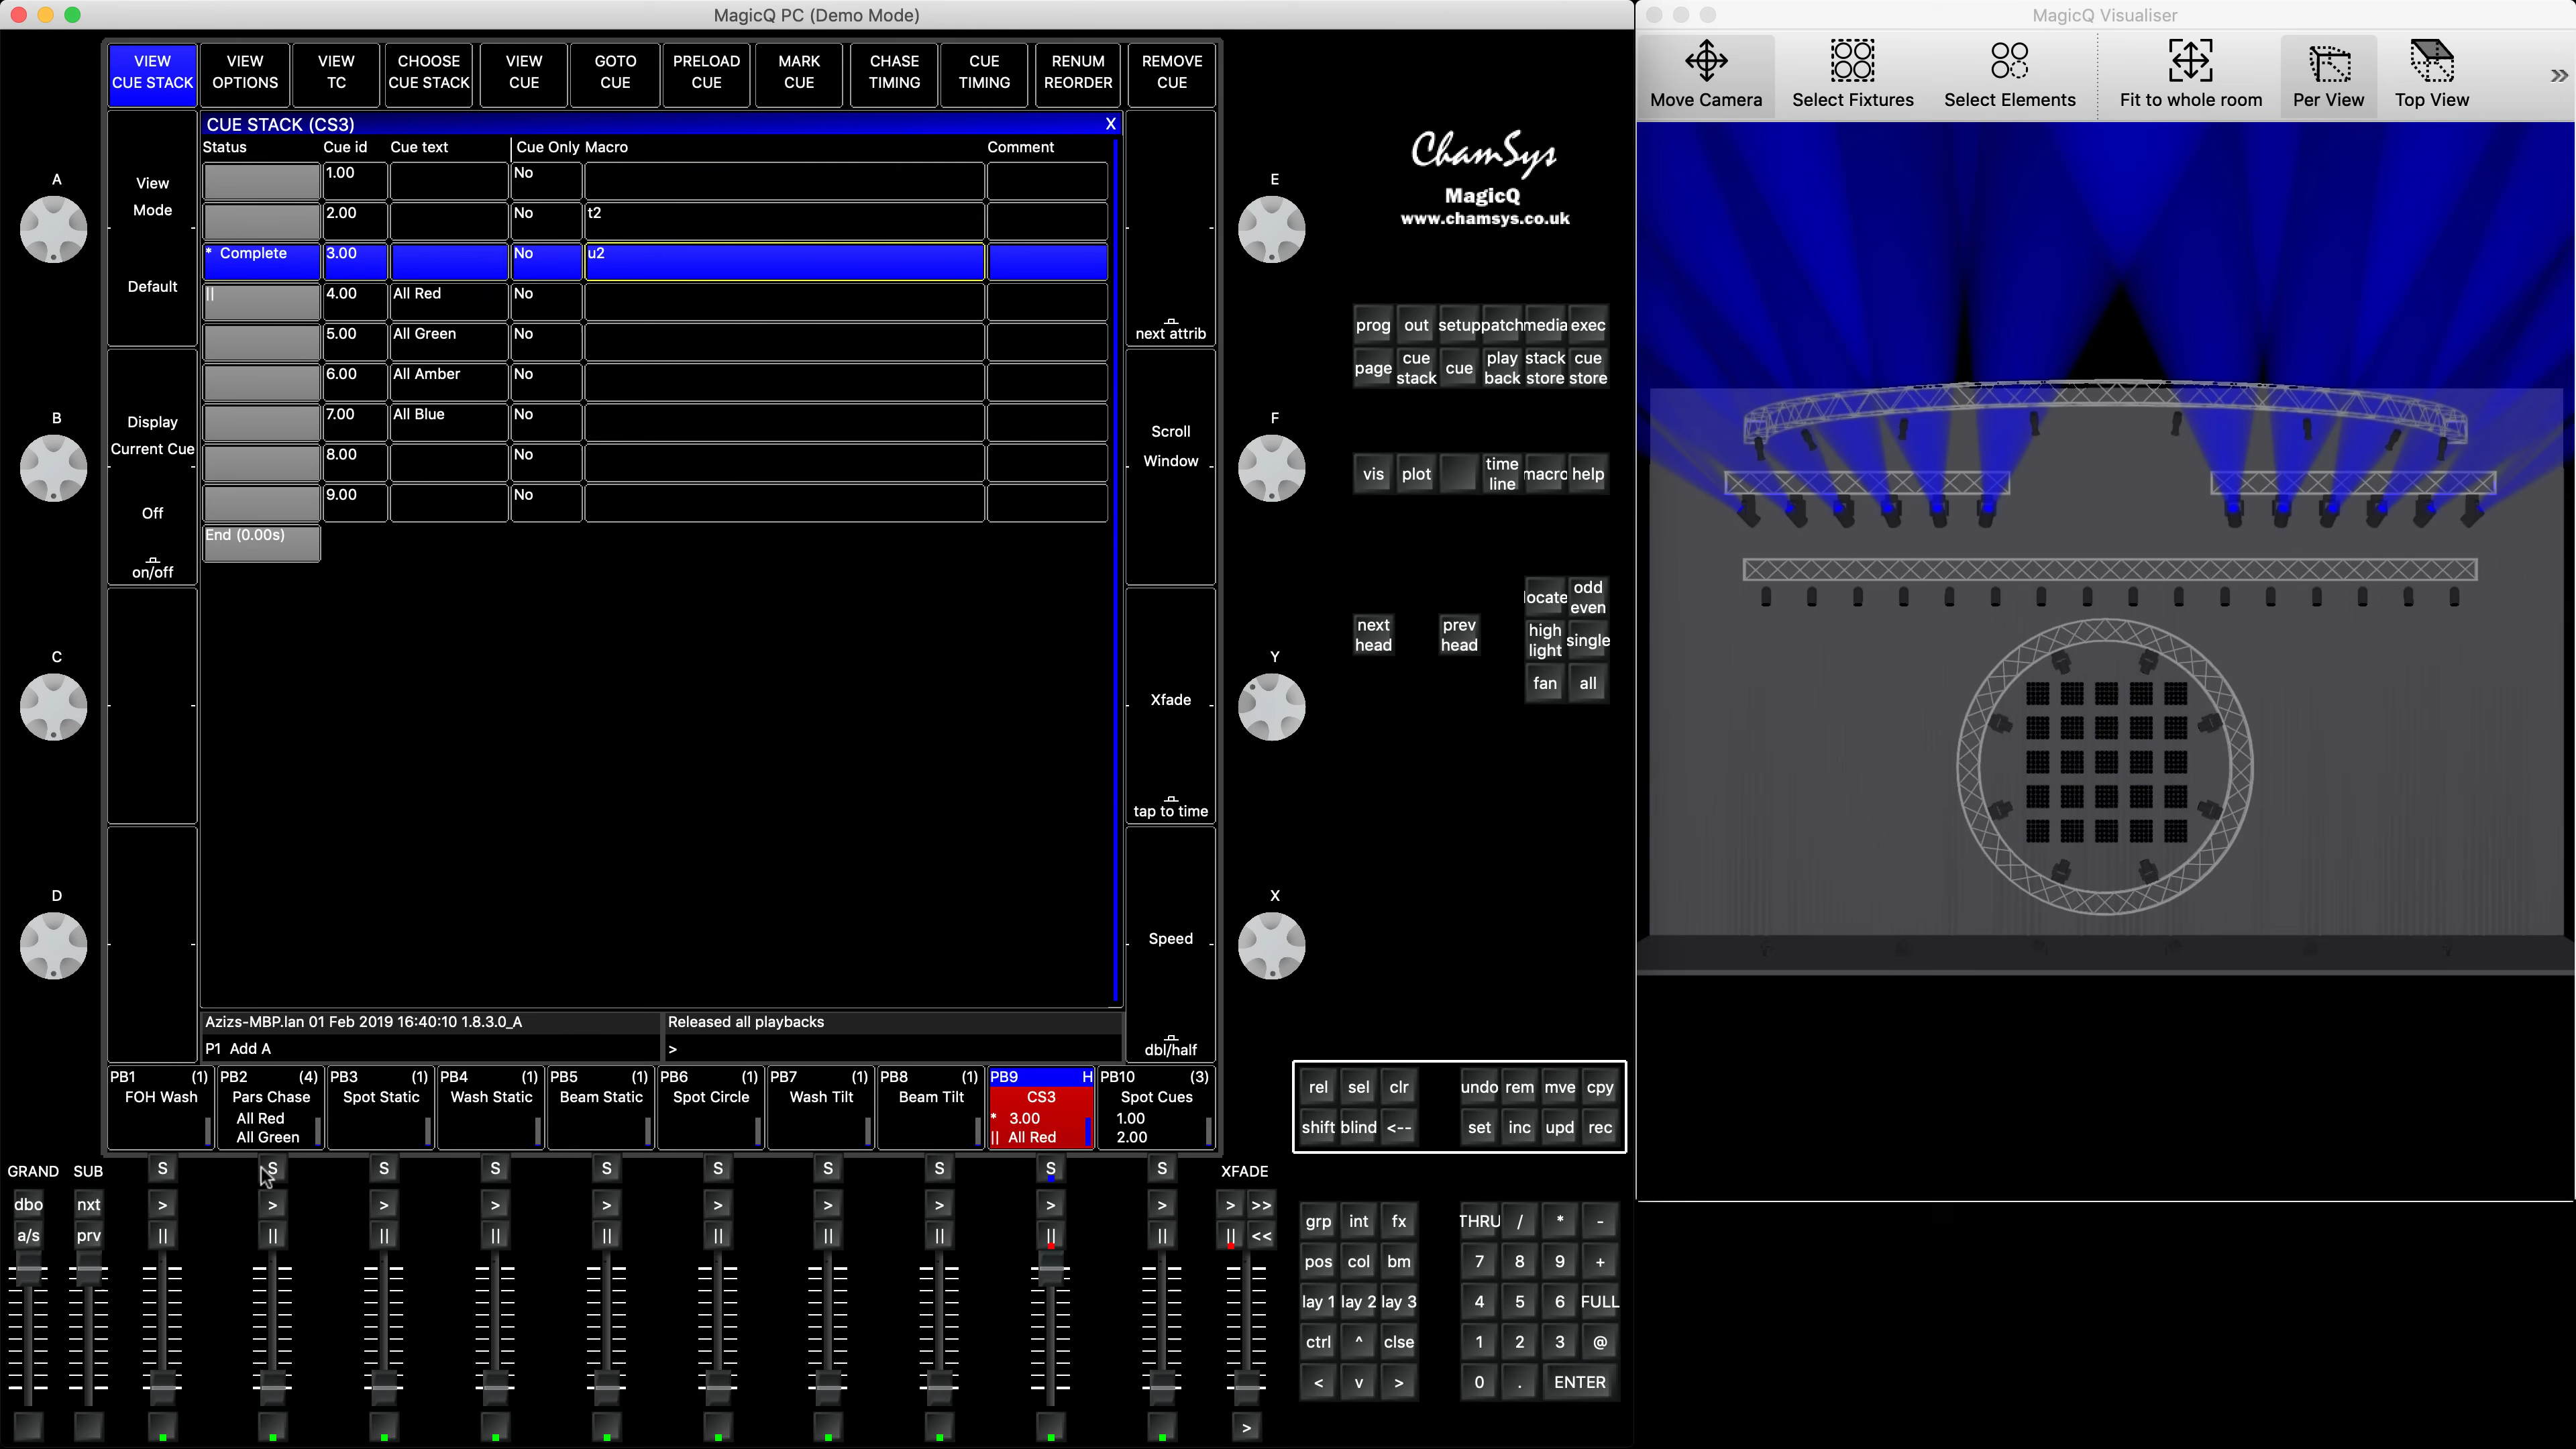 MagicQ PC (Demo Mode)
VIEW CUE STACK
VIEW OPTIONS
VIEW TC
CHOOSE CUE STACK
VIEW CUE
GOTO CUE
PRELOAD CUE
MARK CUE
CHASE TIMING
CUE TIMING
RENUM REORDER
REMOVE CUE
CUE STACK (CS3) X
Status Cue id Cue text Cue Only Macro Comment
1.00 No
2.00 No t2
* Complete 3.00 No u2
|| 4.00 All Red No
5.00 All Green No
6.00 All Amber No
7.00 All Blue No
8.00 No
9.00 No
End (0.00s)
A
View
Mode
Default
B
Display
Current Cue
Off
on/off
C
D
next attrib
Scroll
Window
Xfade
tap to time
Speed
dbl/half
E
F
Y
X
Azizs-MBP.lan 01 Feb 2019 16:40:10 1.8.3.0_A
Released all playbacks
P1 Add A
>
PB1 (1) PB2 (4) PB3 (1) PB4 (1) PB5 (1) PB6 (1) PB7 (1) PB8 (1) PB9 H PB10 (3)
FOH Wash Pars Chase Spot Static Wash Static Beam Static Spot Circle Wash Tilt Beam Tilt CS3 Spot Cues
All Red * 3.00 1.00
All Green || All Red 2.00
GRAND SUB S S S S S S S S S S XFADE
dbo nxt > > > > > > > > > > > >>
a/s prv || || || || || || || || || || || <<
>
ChamSys
MagicQ
www.chamsys.co.uk
prog out setup patch media exec
page cue stack cue play back stack store cue store
vis plot time line macro help
locate odd even
next head prev head high light single
fan all
rel sel clr undo rem mve cpy
shift blind <-- set inc upd rec
grp int fx THRU / * -
pos col bm 7 8 9 +
lay 1 lay 2 lay 3 4 5 6 FULL
ctrl ^ clse 1 2 3 @
< v > 0 . ENTER
MagicQ Visualiser
Move Camera
Select Fixtures
Select Elements
Fit to whole room
Per View
Top View
»